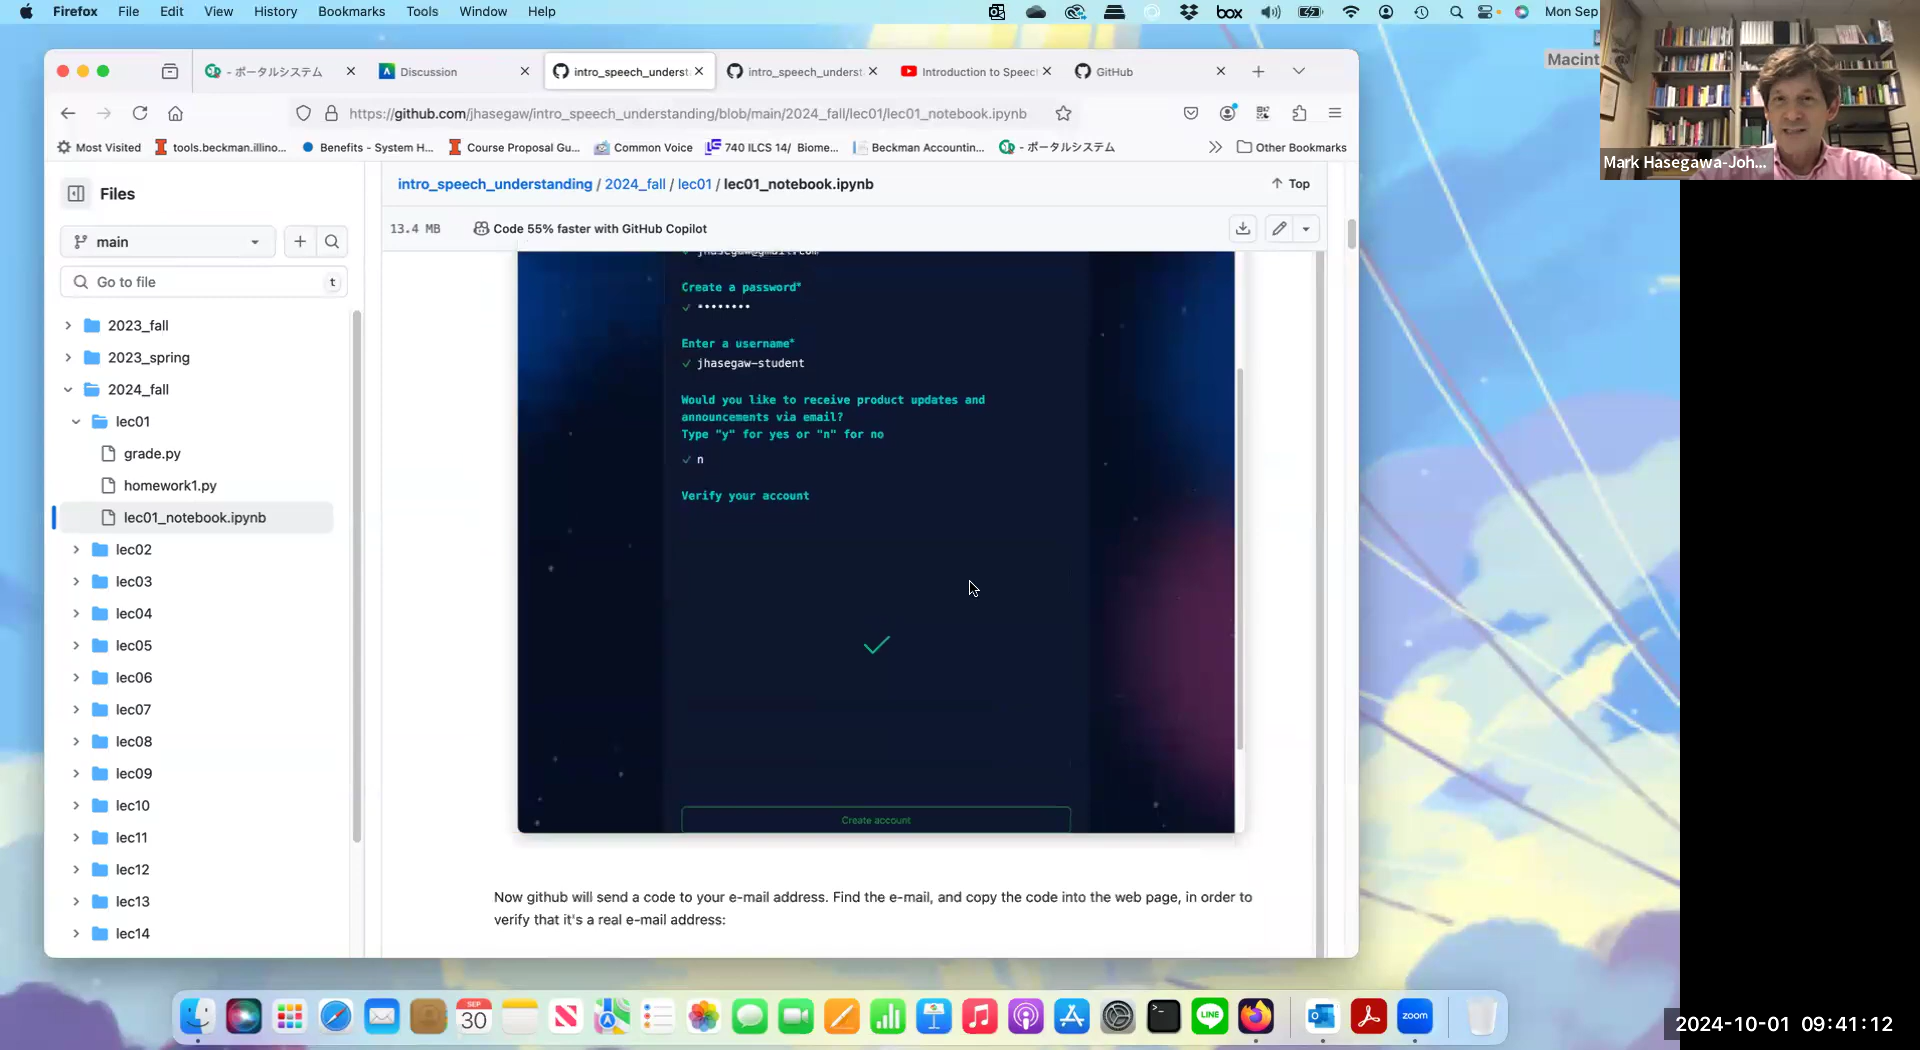 Firefox File Edit View History Bookmarks Tools Window Help
box
Mon Sep
Macint
- ポータルシステム
Discussion
intro_speech_underst
intro_speech_underst
Introduction to Speec
GitHub
https://github.com/jhasegaw/intro_speech_understanding/blob/main/2024_fall/lec01/lec01_notebook.ipynb
Most Visited
tools.beckman.illino...
Benefits - System H...
Course Proposal Gu...
Common Voice
740 ILCS 14/ Biome...
Beckman Accountin...
- ポータルシステム
Other Bookmarks
Files
main
Go to file
t
2023_fall
2023_spring
2024_fall
lec01
grade.py
homework1.py
lec01_notebook.ipynb
lec02
lec03
lec04
lec05
lec06
lec07
lec08
lec09
lec10
lec11
lec12
lec13
lec14
intro_speech_understanding / 2024_fall / lec01 / lec01_notebook.ipynb
Top
13.4 MB
Code 55% faster with GitHub Copilot
jhasegaw@gmail.com
Create a password*
••••••••
Enter a username*
jhasegaw-student
Would you like to receive product updates and
announcements via email?
Type "y" for yes or "n" for no
n
Verify your account
Create account
Now github will send a code to your e-mail address. Find the e-mail, and copy the code into the web page, in order to
verify that it's a real e-mail address:
Mark Hasegawa-Joh...
SEP
30
zoom
LINE
2024-10-01 09:41:12